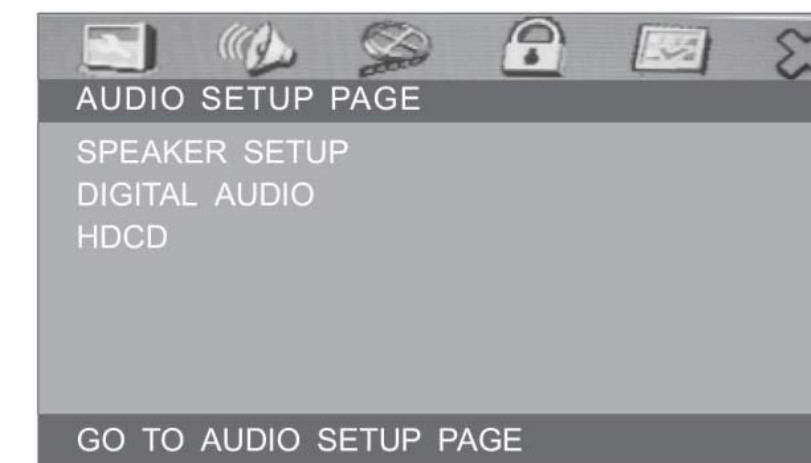 AUDIO SETUP PAGE
SPEAKER SETUP
DIGITAL AUDIO
HDCD
GO TO AUDIO SETUP PAGE